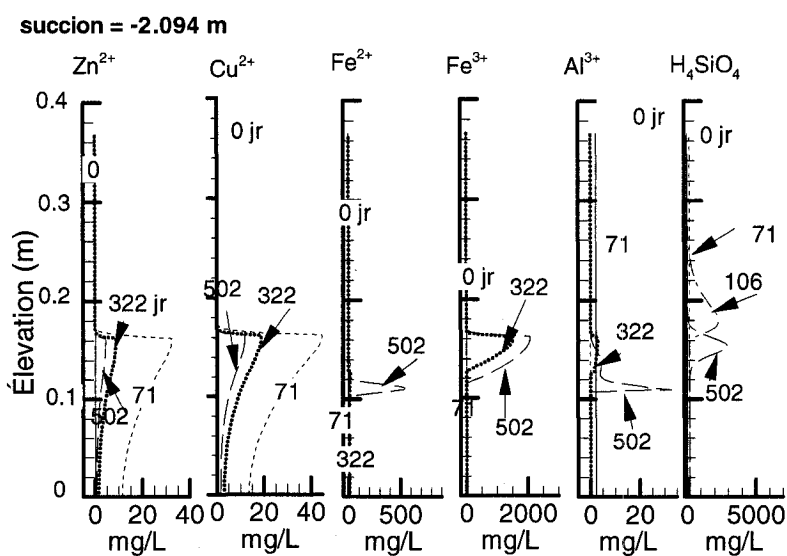 succion = -2.094 m
Zn²⁺ Cu²⁺ Fe²⁺ Fe³⁺ Al³⁺ H₄SiO₄
Élevation (m)
0.4
0.3
0.2
0.1
0
0
322 jr
71
502
0 20 40
mg/L
0 jr
502
322
71
0 20 40
mg/L
0 jr
502
71
322
0 500
mg/L
0 jr
322
502
71
0 2000
mg/L
0 jr
71
322
502
0 20
mg/L
0 jr
71
106
502
0 5000
mg/L